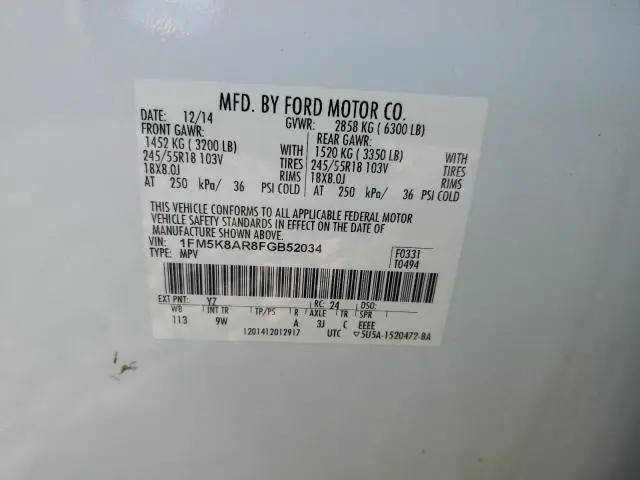 MFD. BY FORD MOTOR CO.
DATE: 12/14 GVWR: 2858 KG ( 6300 LB)
FRONT GAWR: REAR GAWR:
1452 KG ( 3200 LB) WITH 1520 KG ( 3350 LB) WITH
245/55R18 103V TIRES 245/55R18 103V TIRES
18X8.0J RIMS 18X8.0J RIMS
AT 250 kPa/ 36 PSI COLD AT 250 kPa/ 36 PSI COLD
THIS VEHICLE CONFORMS TO ALL APPLICABLE FEDERAL MOTOR
VEHICLE SAFETY STANDARDS IN EFFECT ON THE DATE OF
MANUFACTURE SHOWN ABOVE.
VIN: 1FM5K8AR8FGB52034 F0331
TYPE: MPV T0494
EXT PNT: YZ RC: 24 DSO:
WB INT TR TP/PS R AXLE TR SPR
113 9W A 3J C EEEE
1201412012917 UTC ▽5U5A-1520472-BA